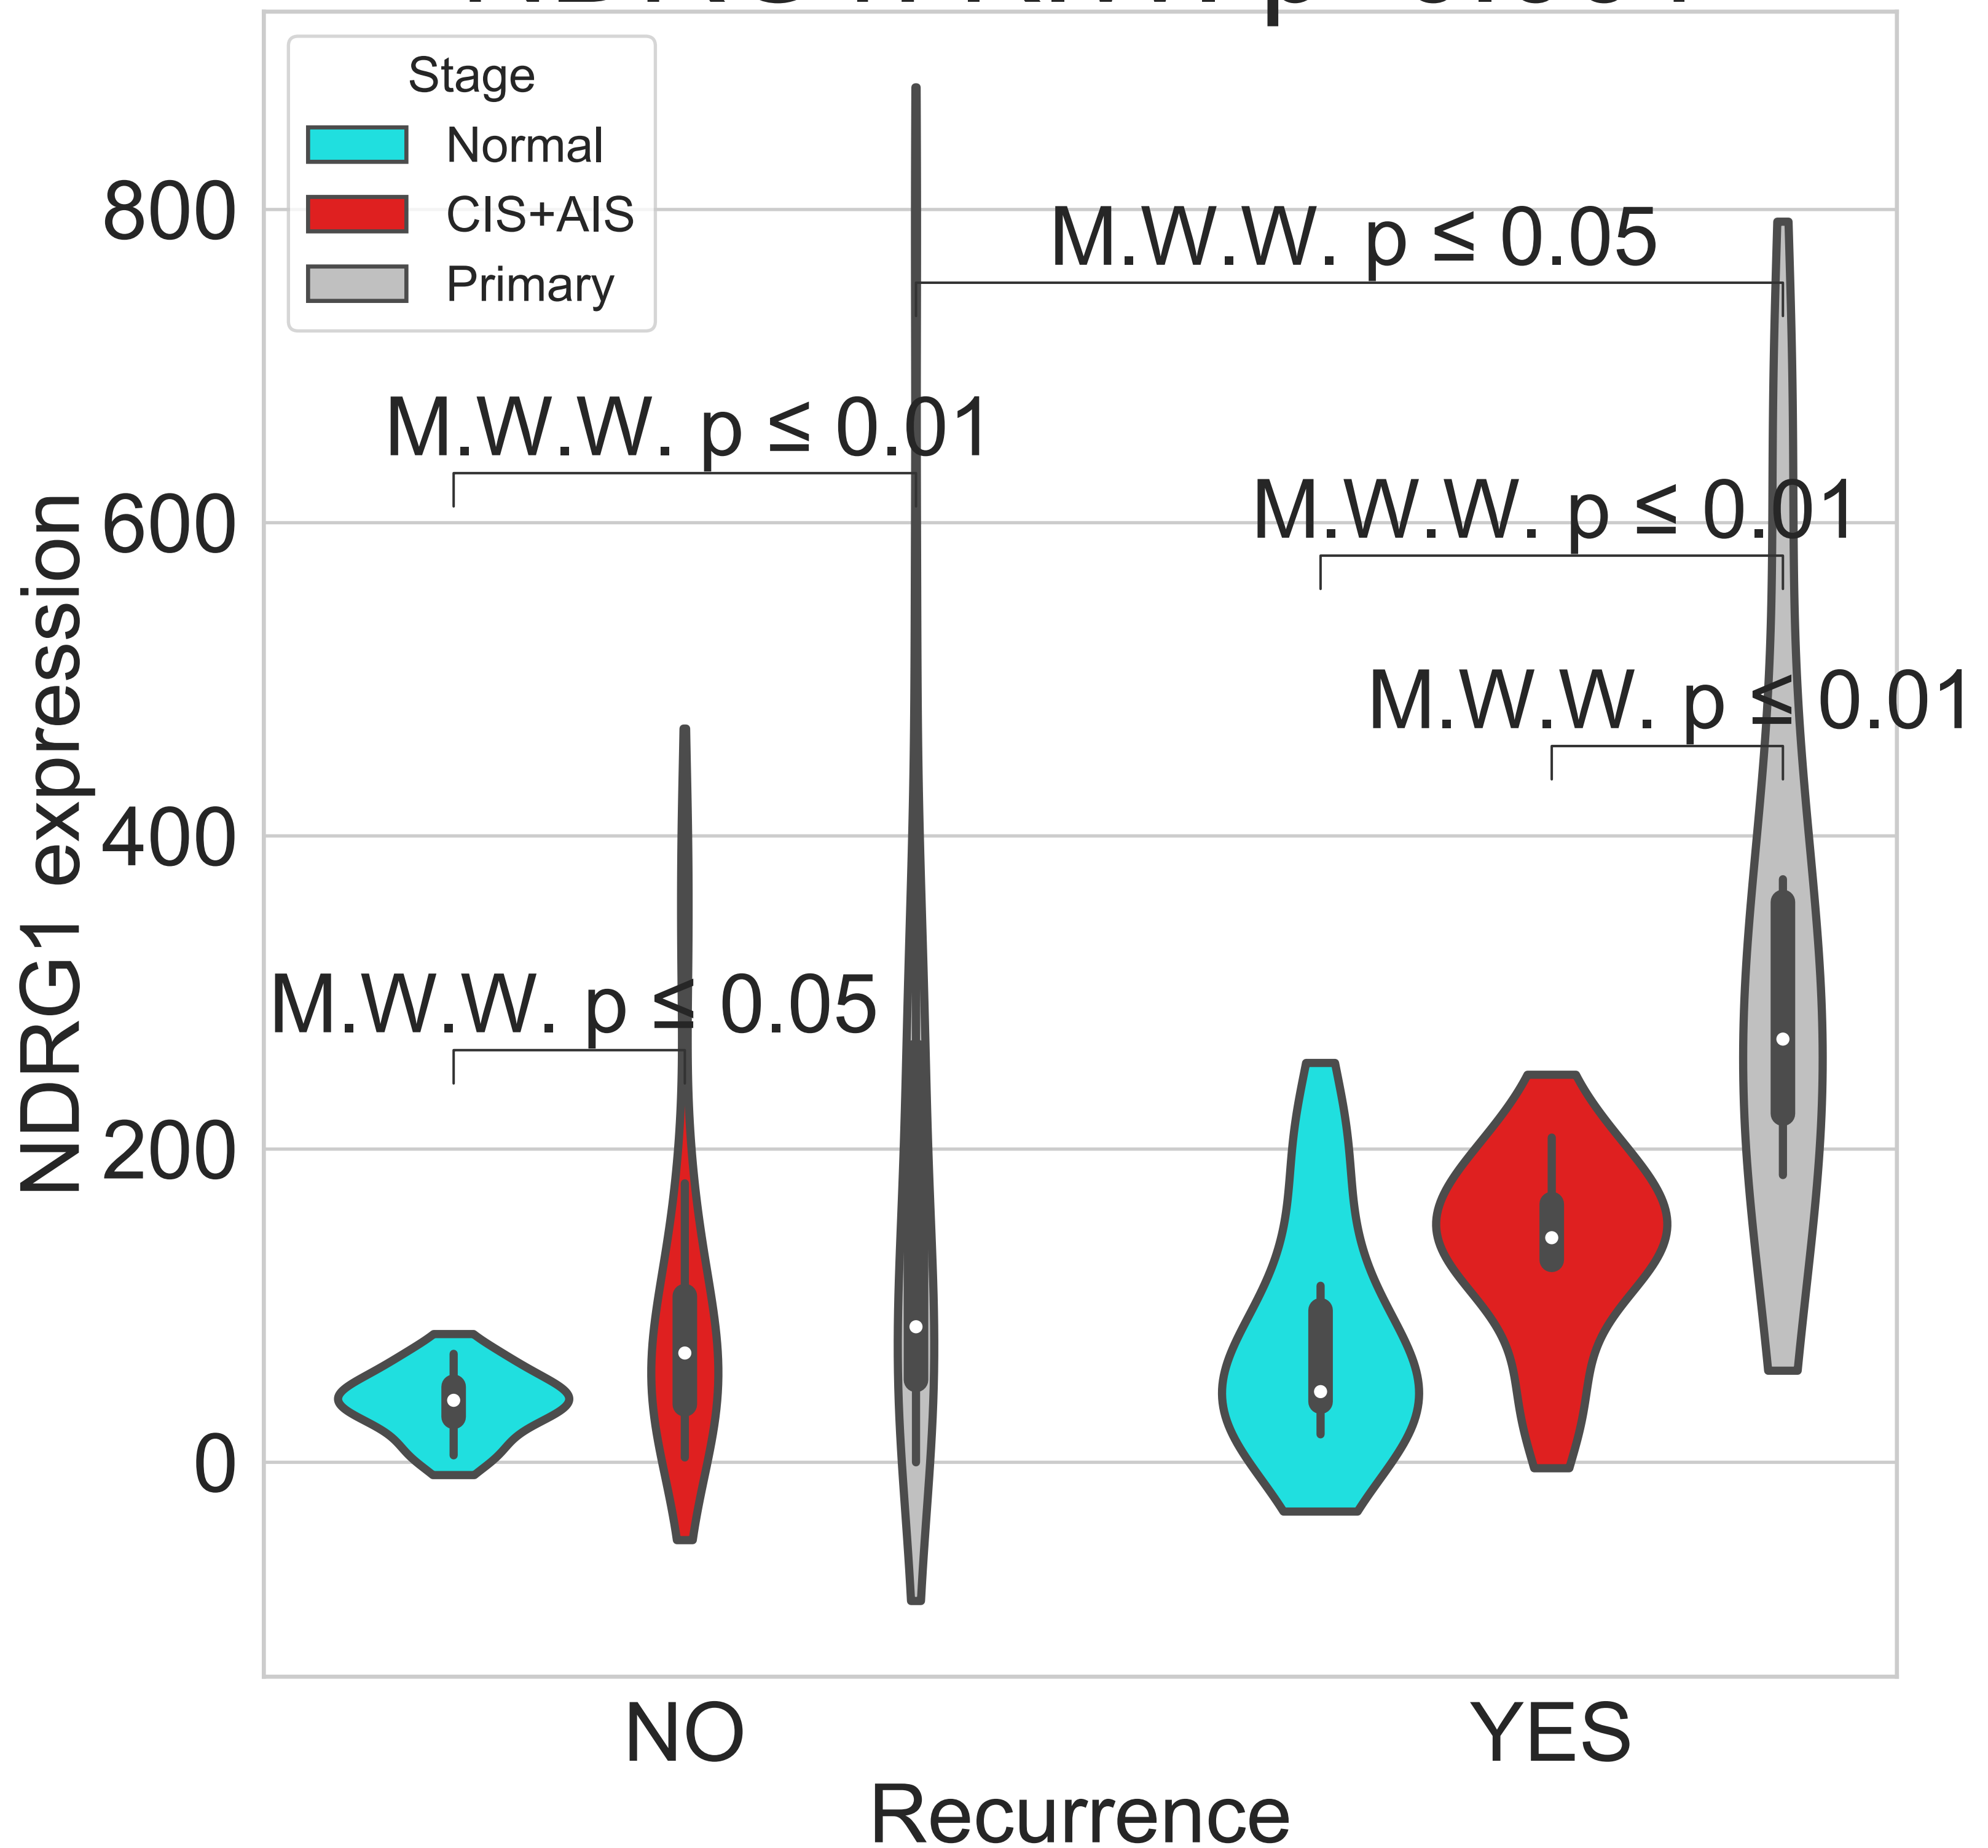 Stage
Normal
CIS+AIS
Primary
M.W.W. p ≤ 0.05
M.W.W. p ≤ 0.01
M.W.W. p ≤ 0.01
M.W.W. p ≤ 0.01
M.W.W. p ≤ 0.05
800
600
400
200
0
NDRG1 expression
NO
YES
Recurrence